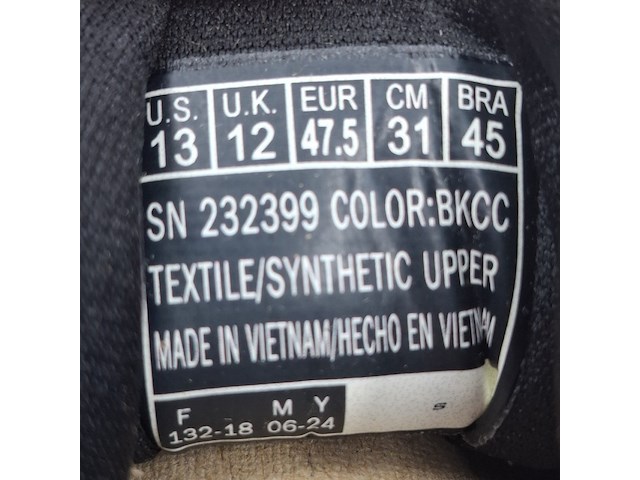 U.S. U.K. EUR CM BRA
13 12 47.5 31 45
SN 232399 COLOR:BKCC
TEXTILE/SYNTHETIC UPPER
MADE IN VIETNAM/HECHO EN VIETNAM
F M Y
132-18 06-24
s